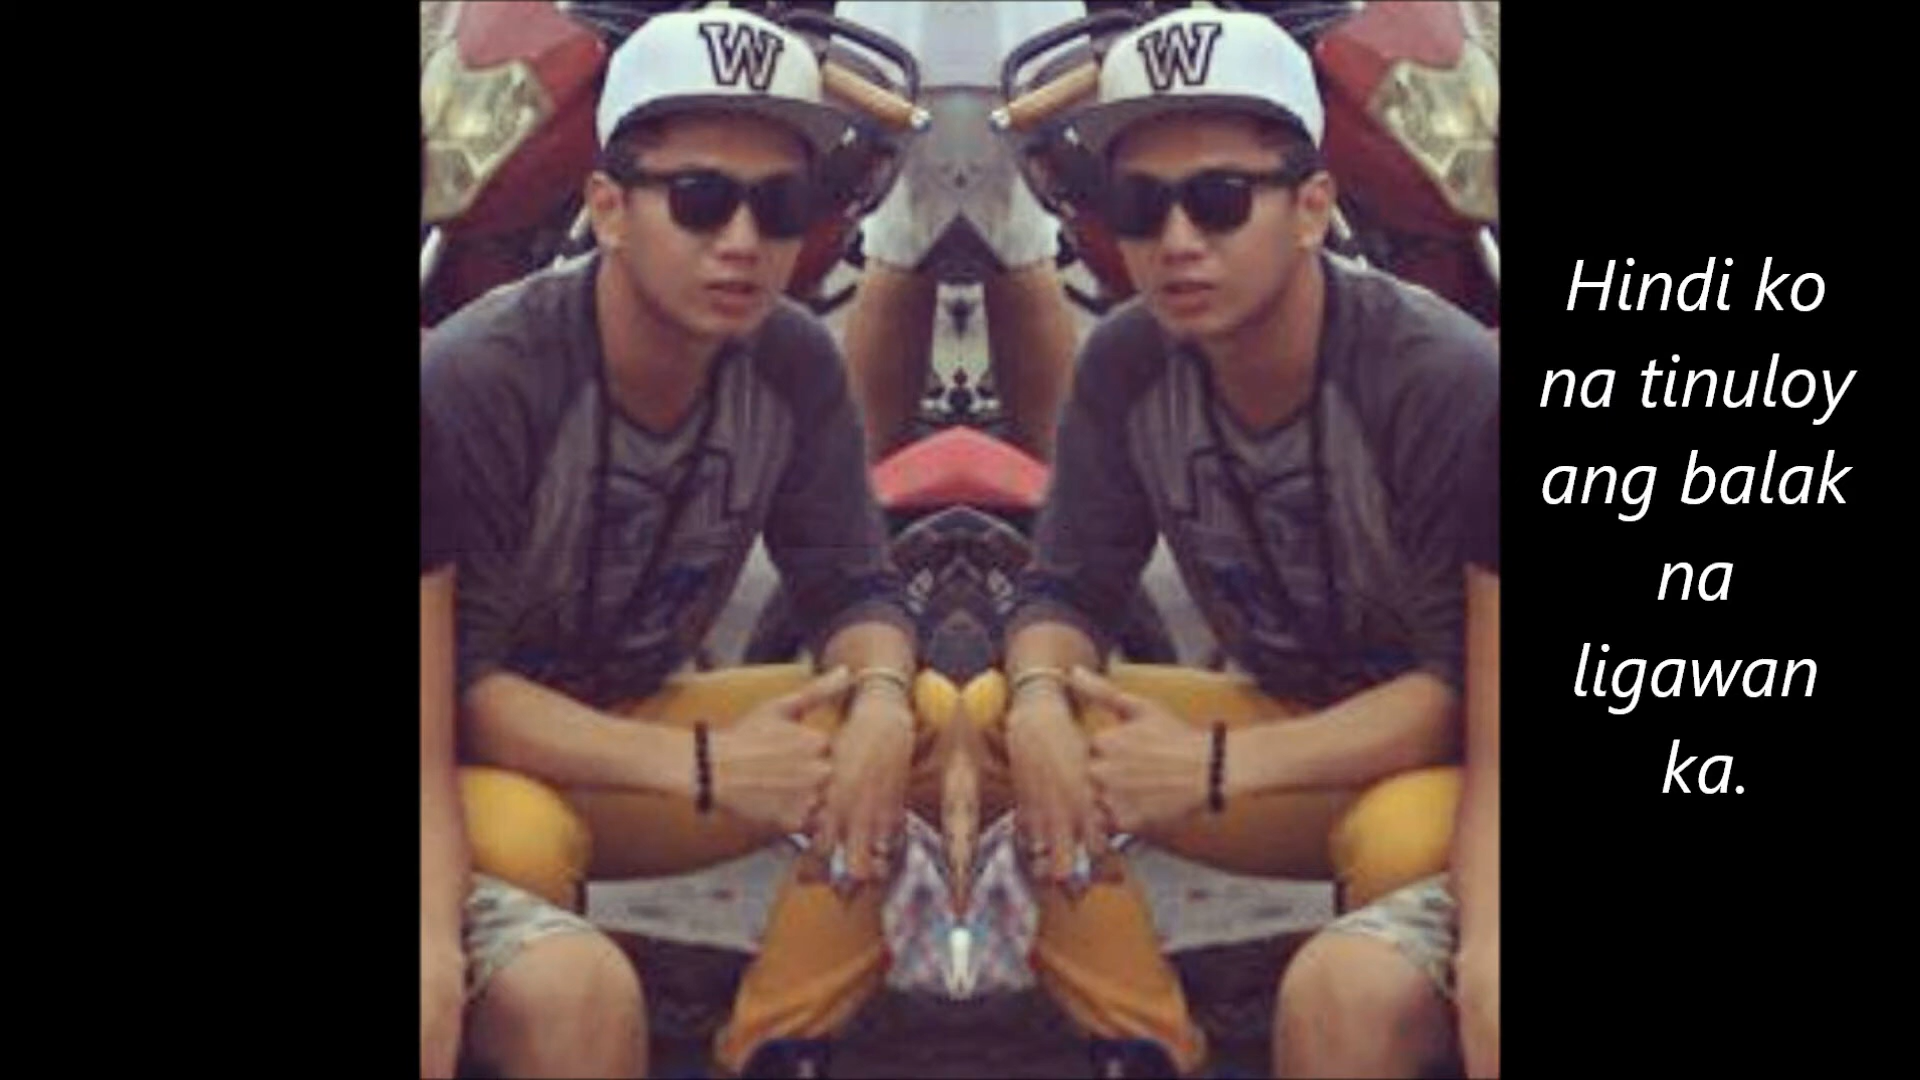 W W
Hindi ko
na tinuloy
ang balak
na
ligawan
ka.